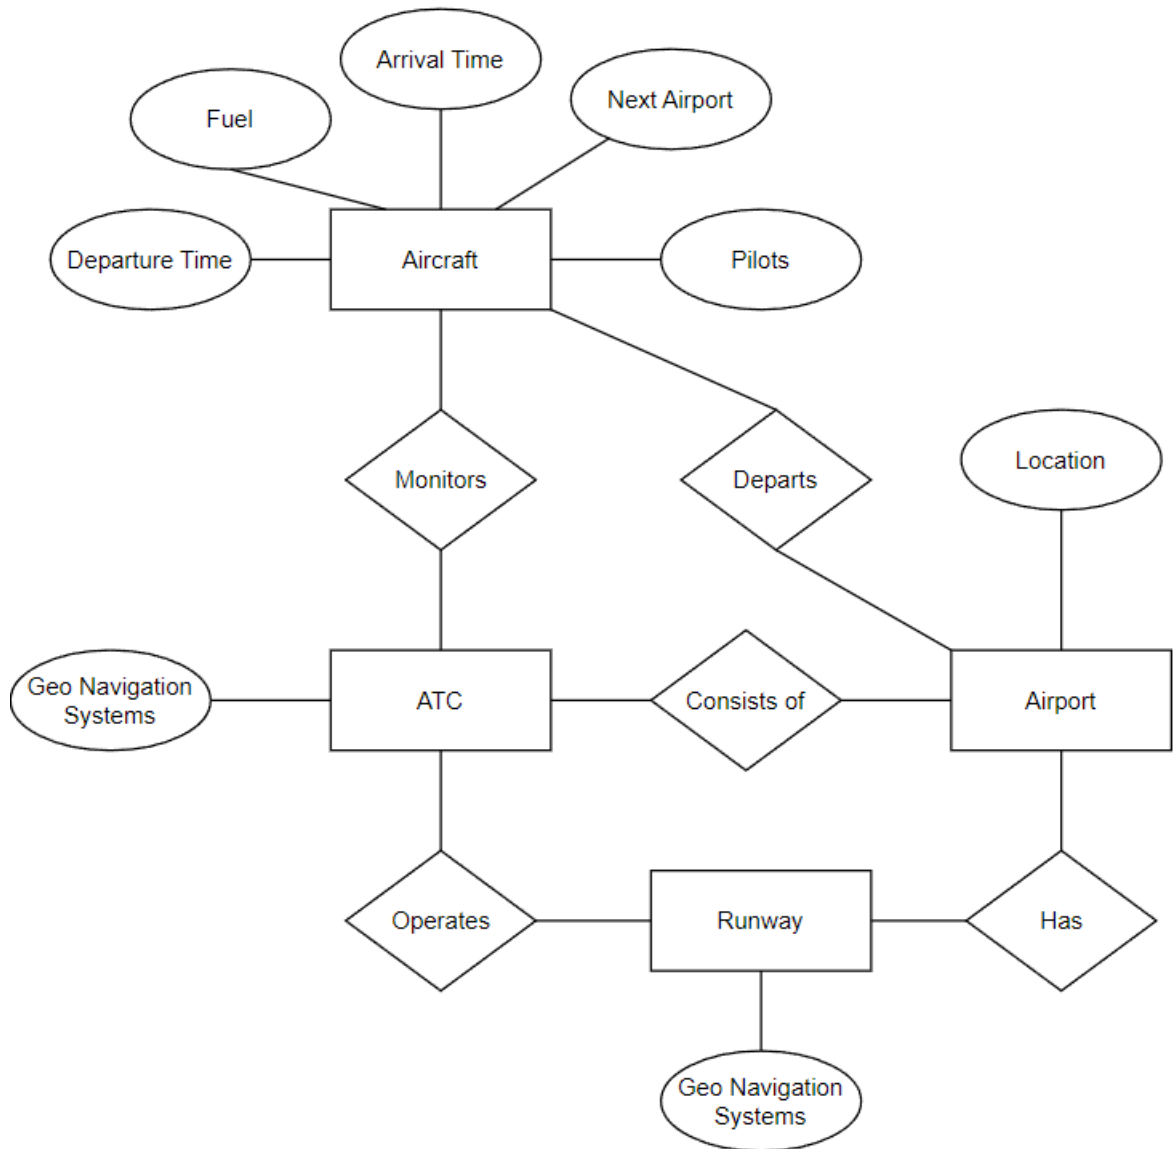 Arrival Time
Next Airport
Fuel
Departure Time
Aircraft
Pilots
Monitors
Departs
Location
Geo Navigation
Systems
ATC
Consists of
Airport
Operates
Runway
Has
Geo Navigation
Systems